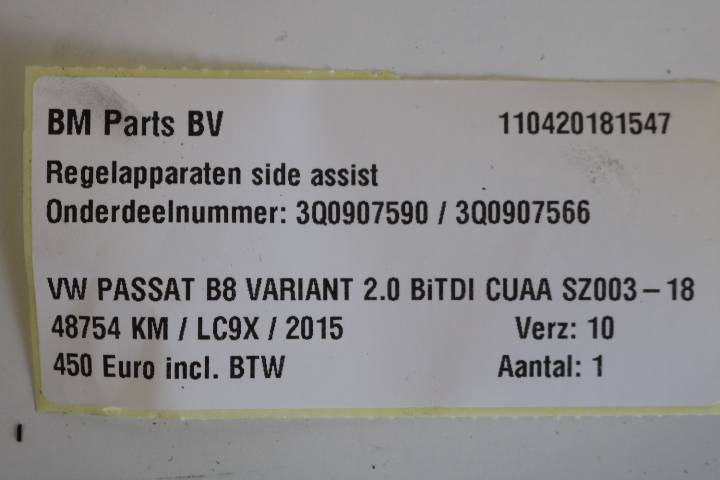 BM Parts BV 110420181547
Regelapparaten side assist
Onderdeelnummer: 3Q0907590 / 3Q0907566
VW PASSAT B8 VARIANT 2.0 BiTDI CUAA SZ003-18
48754 KM / LC9X / 2015 Verz: 10
450 Euro incl. BTW Aantal: 1